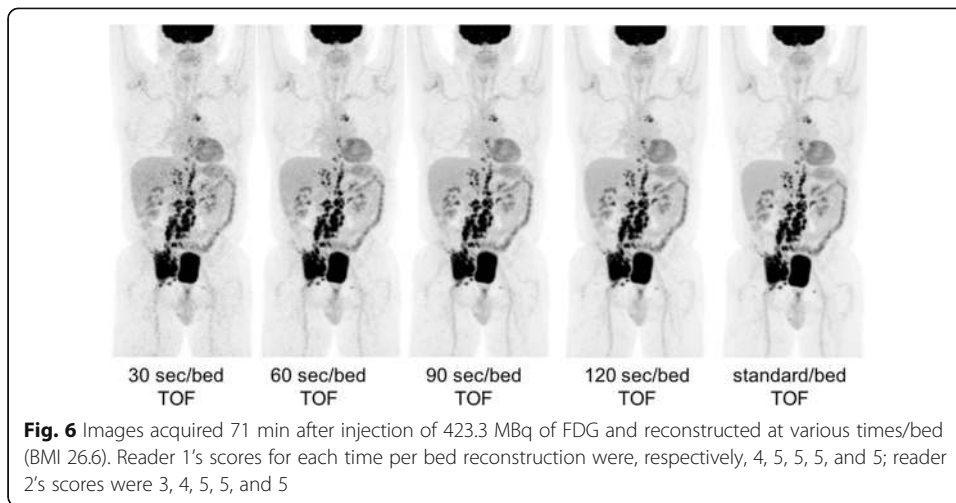 30 sec/bed 60 sec/bed 90 sec/bed 120 sec/bed standard/bed
TOF TOF TOF TOF TOF
Fig. 6 Images acquired 71 min after injection of 423.3 MBq of FDG and reconstructed at various times/bed
(BMI 26.6). Reader 1's scores for each time per bed reconstruction were, respectively, 4, 5, 5, 5, and 5; reader
2's scores were 3, 4, 5, 5, and 5